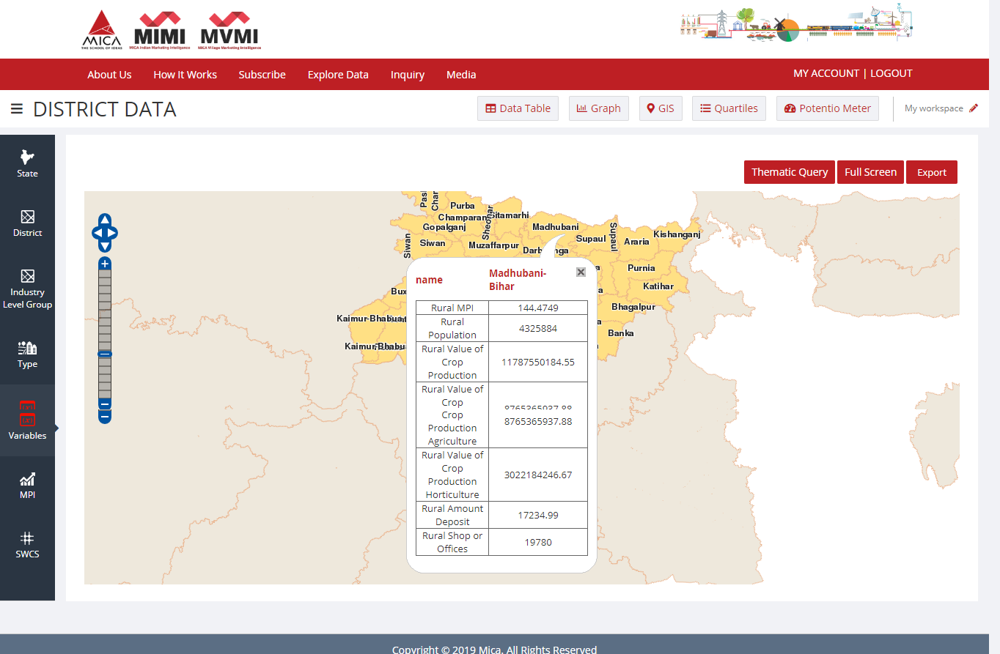 MICA
THE SCHOOL OF IDEAS
MIMI
MICA Indian Marketing Intelligence
MVMI
MICA Village Marketing Intelligence
About Us
How It Works
Subscribe
Explore Data
Inquiry
Media
MY ACCOUNT | LOGOUT
DISTRICT DATA
Data Table
Graph
GIS
Quartiles
Potentio Meter
My workspace
State
District
Industry
Level Group
Type
Variables
MPI
SWCS
Thematic Query
Full Screen
Export
Purba
Champaran
Sitamarhi
Gopalganj
Sheohar
Madhubani
Siwan
Siwan
Muzaffarpur
Supaul
Supaul
Araria
Kishanganj
Purnia
Katihar
Bhagalpur
Banka
Kaimur-Bhabua
Kaimur-Bhabua
name
Madhubani-
Bihar
Rural MPI
144.4749
Rural
Population
4325884
Rural Value of
Crop
Production
11787550184.55
Rural Value of
Crop
8765365937.88
Crop
Production
Agriculture
8765365937.88
Rural Value of
Crop
Production
Horticulture
3022184246.67
Rural Amount
Deposit
17234.99
Rural Shop or
Offices
19780
Copyright © 2019 Mica. All Rights Reserved